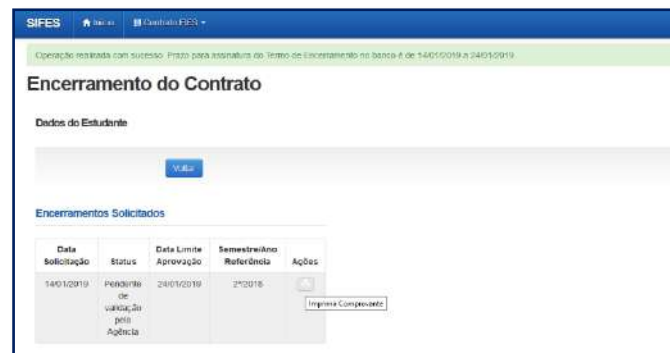 SIFES Início Contrato FIES
Operação realizada com sucesso. Prazo para assinatura do Termo de Encerramento no banco é de 14/01/2019 a 24/01/2019
Encerramento do Contrato
Dados do Estudante
Voltar
Encerramentos Solicitados
Data Solicitação Status Data Limite Aprovação Semestre/Ano Referência Ações
14/01/2019 Pendente de validação pela Agência 24/01/2019 2º/2018
Imprimir Comprovante